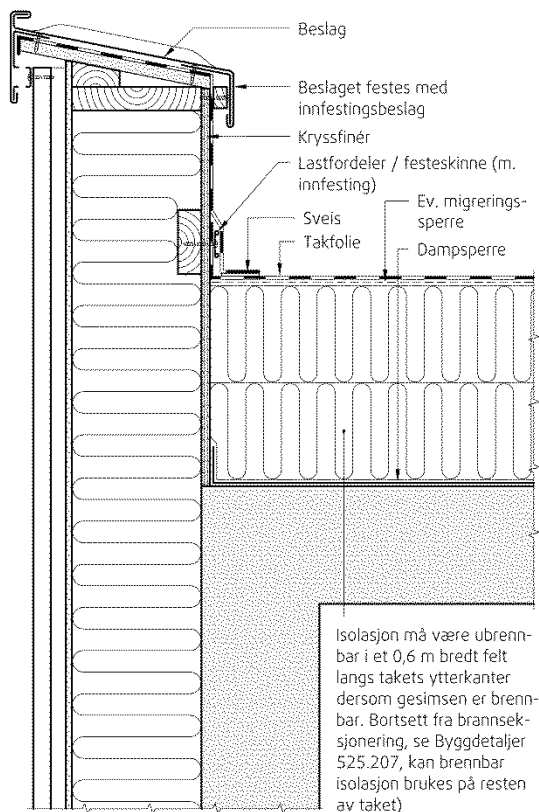 Beslag
Beslaget festes med
innfestingsbeslag
Kryssfinér
Lastfordeler / festeskinne (m.
innfesting)
Sveis
Takfolie
Ev. migrerings-
sperre
Dampsperre
Isolasjon må være ubrenn-
bar i et 0,6 m bredt felt
langs takets ytterkanter
dersom gesimsen er brenn-
bar. Bortsett fra brannsek-
sjonering, se Byggdetaljer
525.207, kan brennbar
isolasjon brukes på resten
av taket)